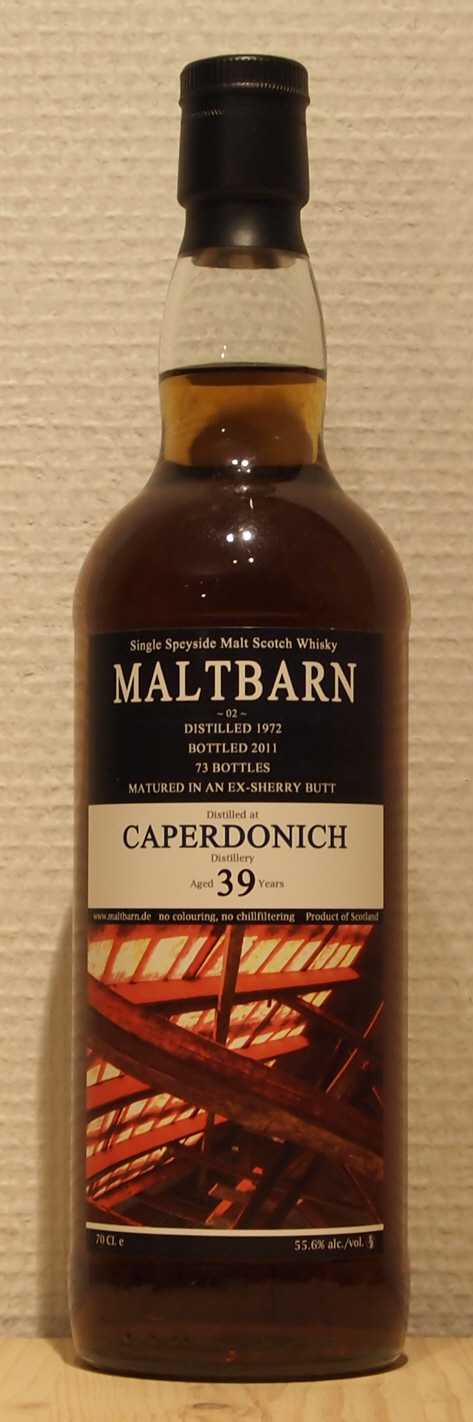 Single Speyside Malt Scotch Whisky
MALTBARN
~ 02 ~
DISTILLED 1972
BOTTLED 2011
73 BOTTLES
MATURED IN AN EX-SHERRY BUTT
Distilled at
CAPERDONICH
Distillery
Aged 39 Years
www.maltbarn.de no colouring, no chillfiltering Product of Scotland
70 CL e 55.6% alc./vol.